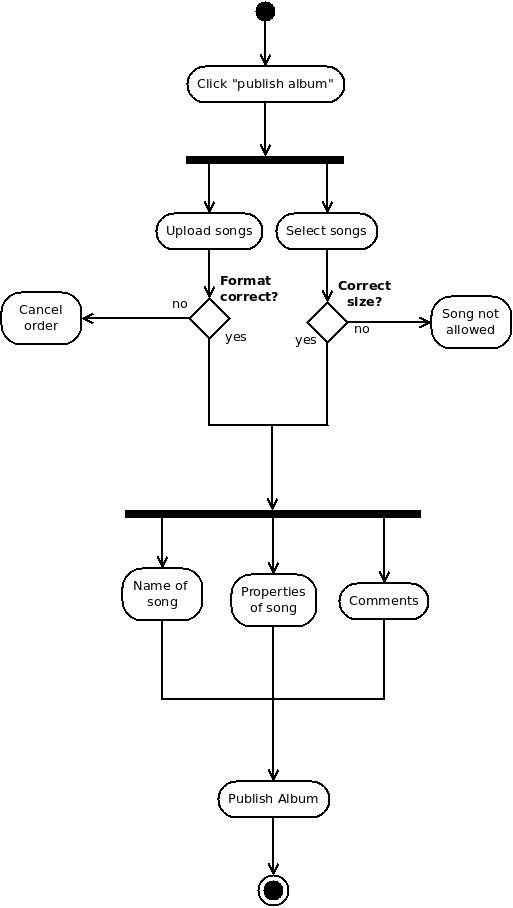 Click "publish album"
Upload songs
Select songs
Format
correct?
Correct
size?
no
Cancel
order
yes
yes
no
Song not
allowed
Name of
song
Properties
of song
Comments
Publish Album